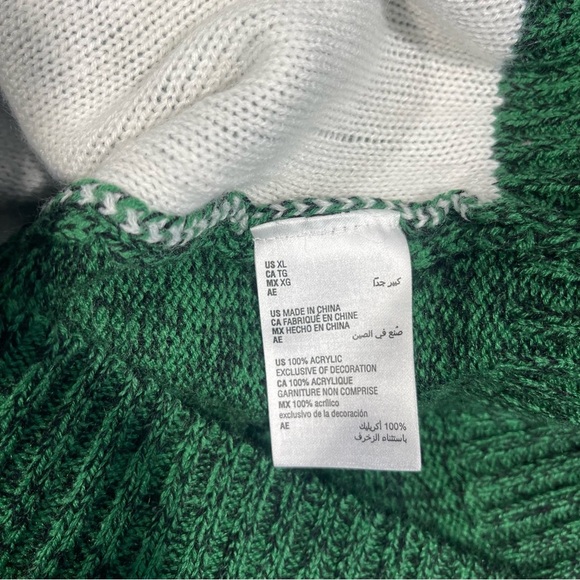 US XL
CA TG
MX XG
AE كبير جدًا
US MADE IN CHINA
CA FABRIQUÉ EN CHINE
MX HECHO EN CHINA
AE صُنع في الصين
US 100% ACRYLIC
EXCLUSIVE OF DECORATION
CA 100% ACRYLIQUE
GARNITURE NON COMPRISE
MX 100% acrílico
exclusivo de la decoración
AE 100% أكريليك
باستثناء الزخرف